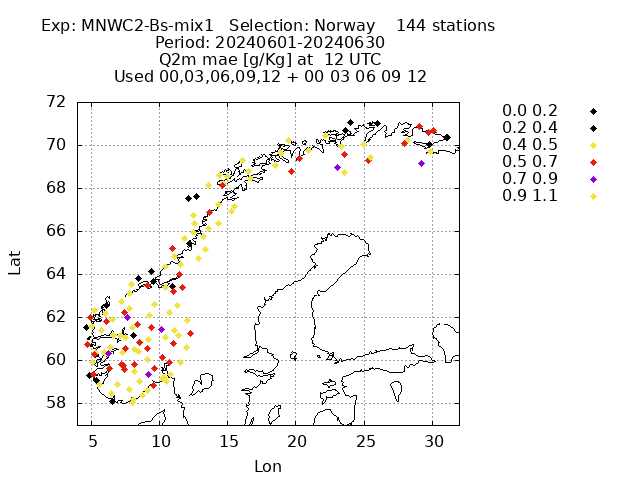 Exp: MNWC2-Bs-mix1   Selection: Norway    144 stations
Period: 20240601-20240630
Q2m mae [g/Kg] at  12 UTC
Used 00,03,06,09,12 + 00 03 06 09 12
72
70
68
66
64
62
60
58
Lat
5 10 15 20 25 30
Lon
0.0 0.2
0.2 0.4
0.4 0.5
0.5 0.7
0.7 0.9
0.9 1.1